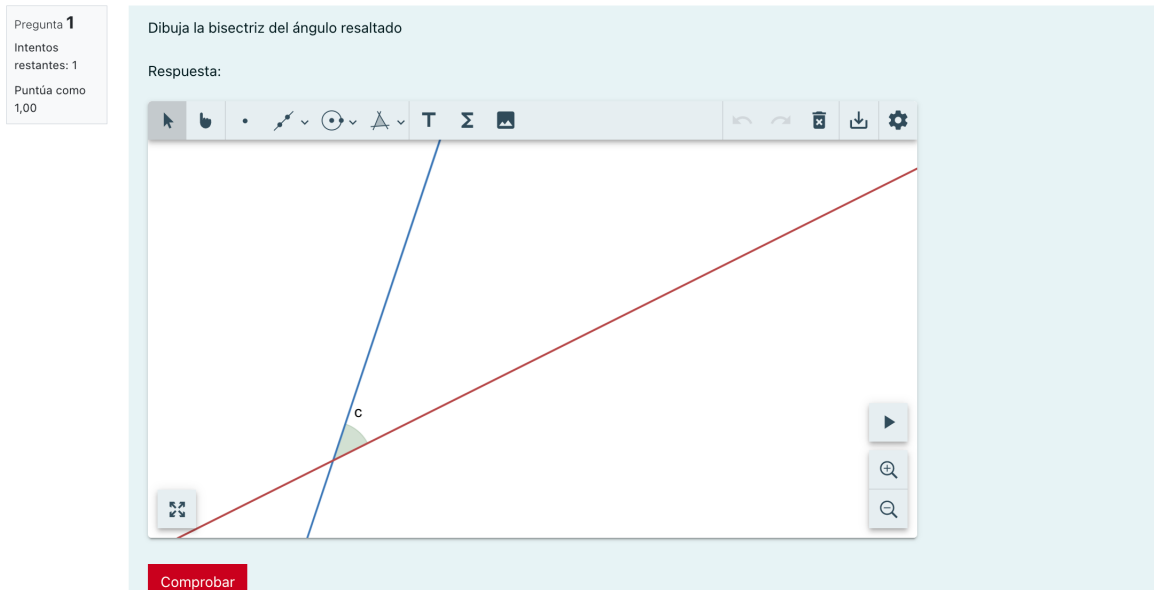 Pregunta 1
Intentos
restantes: 1
Puntúa como
1,00
Dibuja la bisectriz del ángulo resaltado
Respuesta:
T Σ
c
Comprobar